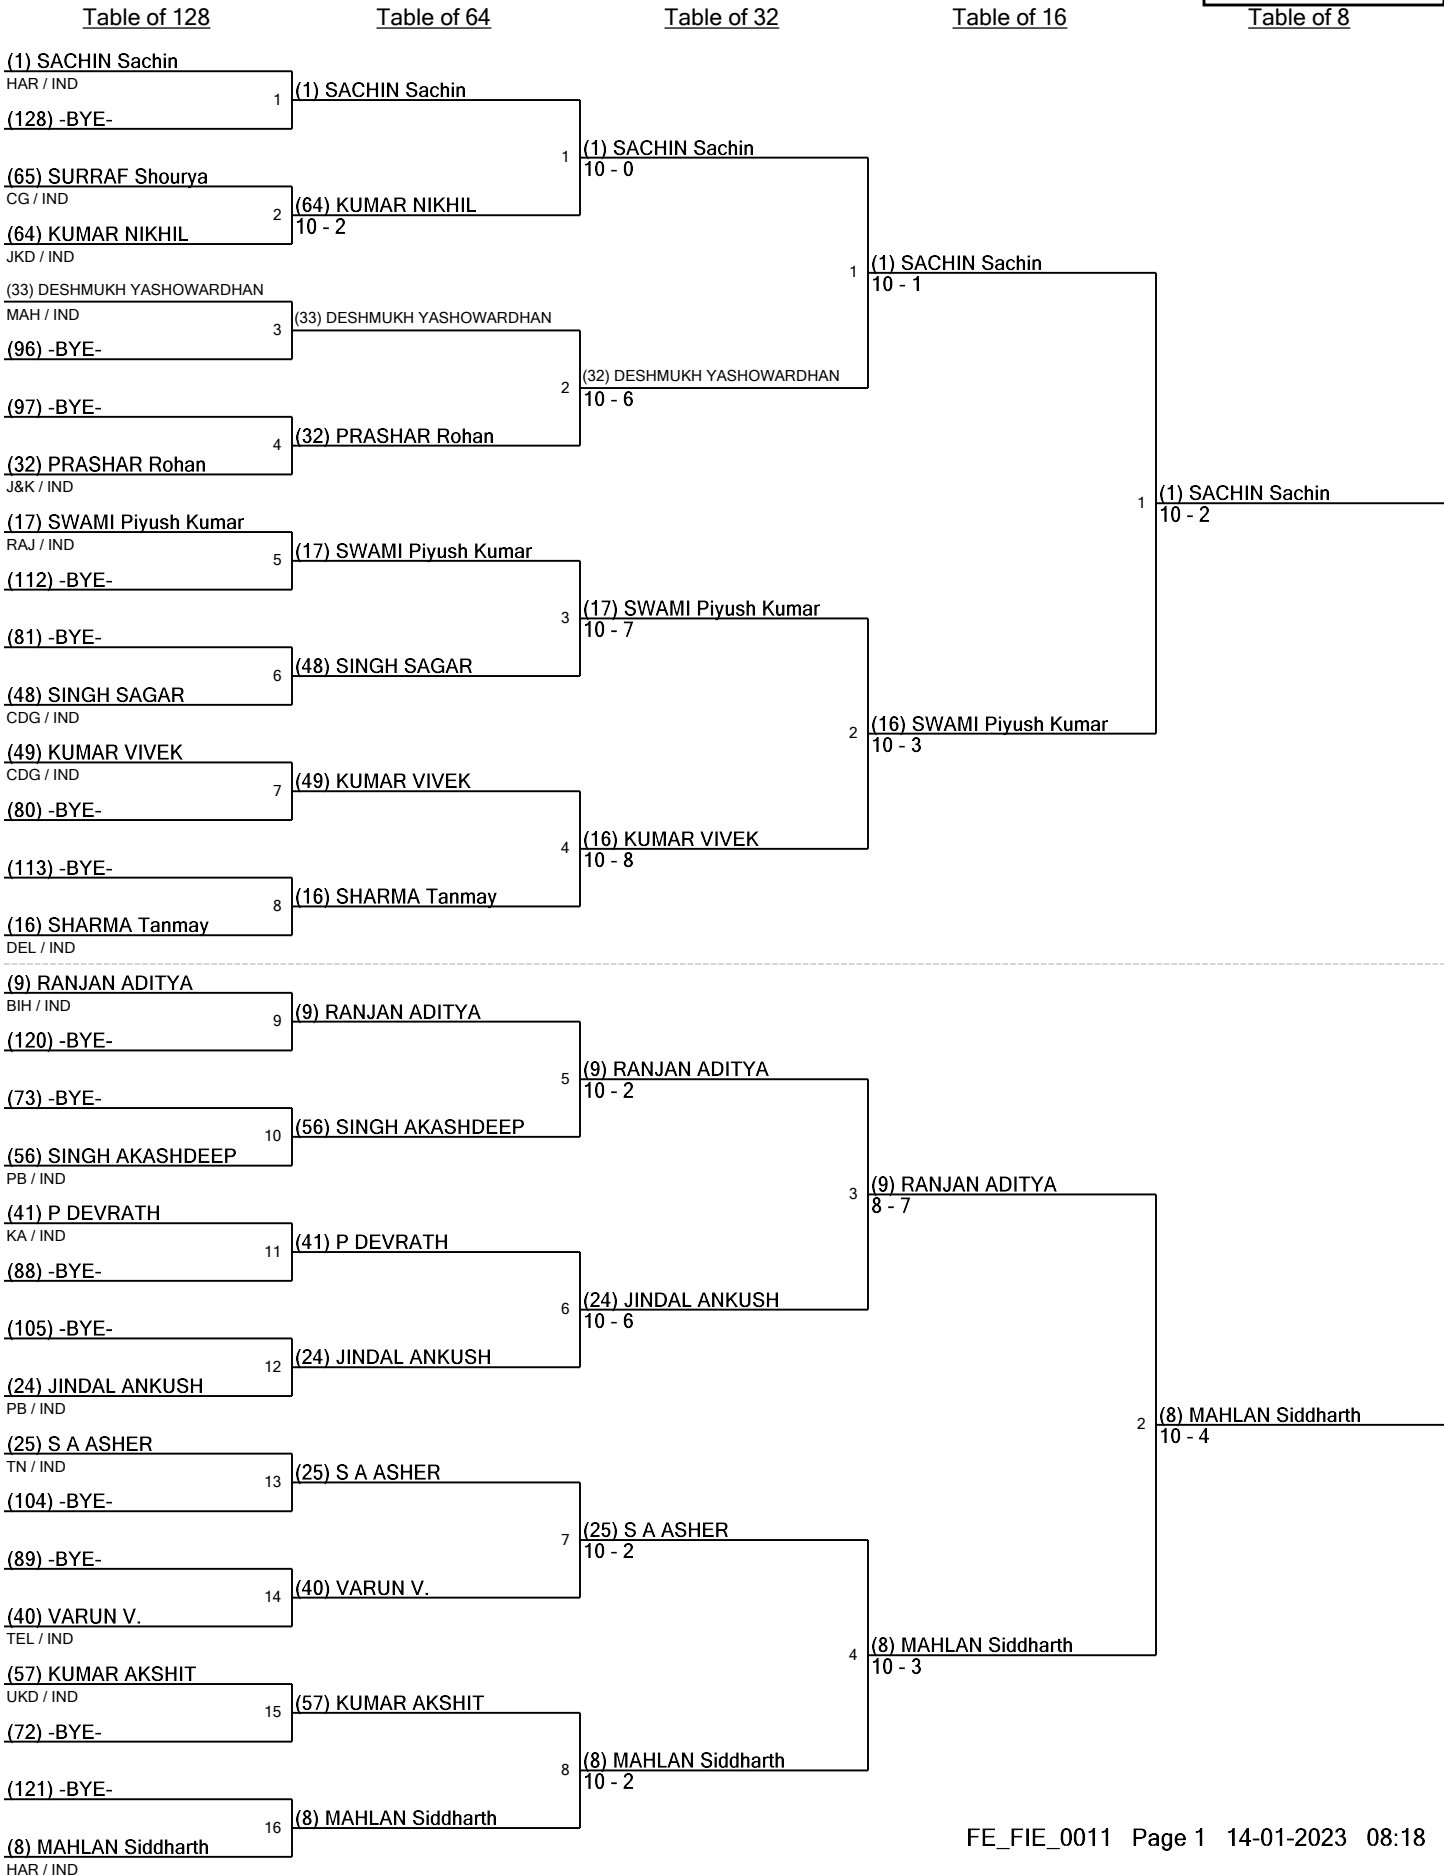 Table of 128 Table of 64 Table of 32 Table of 16 Table of 8
(1) SACHIN Sachin
HAR / IND
1
(128) -BYE-
(65) SURRAF Shourya
CG / IND
2
(64) KUMAR NIKHIL
JKD / IND
(33) DESHMUKH YASHOWARDHAN
MAH / IND
3
(96) -BYE-
(97) -BYE-
4
(32) PRASHAR Rohan
J&K / IND
(17) SWAMI Piyush Kumar
RAJ / IND
5
(112) -BYE-
(81) -BYE-
6
(48) SINGH SAGAR
CDG / IND
(49) KUMAR VIVEK
CDG / IND
7
(80) -BYE-
(113) -BYE-
8
(16) SHARMA Tanmay
DEL / IND
(9) RANJAN ADITYA
BIH / IND
9
(120) -BYE-
(73) -BYE-
10
(56) SINGH AKASHDEEP
PB / IND
(41) P DEVRATH
KA / IND
11
(88) -BYE-
(105) -BYE-
12
(24) JINDAL ANKUSH
PB / IND
(25) S A ASHER
TN / IND
13
(104) -BYE-
(89) -BYE-
14
(40) VARUN V.
TEL / IND
(57) KUMAR AKSHIT
UKD / IND
15
(72) -BYE-
(121) -BYE-
16
(8) MAHLAN Siddharth
HAR / IND
(1) SACHIN Sachin
1
(64) KUMAR NIKHIL
10 - 2
(33) DESHMUKH YASHOWARDHAN
2
(32) PRASHAR Rohan
(17) SWAMI Piyush Kumar
3
(48) SINGH SAGAR
(49) KUMAR VIVEK
4
(16) SHARMA Tanmay
(9) RANJAN ADITYA
5
(56) SINGH AKASHDEEP
(41) P DEVRATH
6
(24) JINDAL ANKUSH
(25) S A ASHER
7
(40) VARUN V.
(57) KUMAR AKSHIT
8
(8) MAHLAN Siddharth
(1) SACHIN Sachin
10 - 0
1
(32) DESHMUKH YASHOWARDHAN
10 - 6
(17) SWAMI Piyush Kumar
10 - 7
2
(16) KUMAR VIVEK
10 - 8
(9) RANJAN ADITYA
10 - 2
3
(24) JINDAL ANKUSH
10 - 6
(25) S A ASHER
10 - 2
4
(8) MAHLAN Siddharth
10 - 2
(1) SACHIN Sachin
10 - 1
1
(16) SWAMI Piyush Kumar
10 - 3
(9) RANJAN ADITYA
8 - 7
2
(8) MAHLAN Siddharth
10 - 3
(1) SACHIN Sachin
10 - 2
(8) MAHLAN Siddharth
10 - 4
FE_FIE_0011 Page 1 14-01-2023 08:18